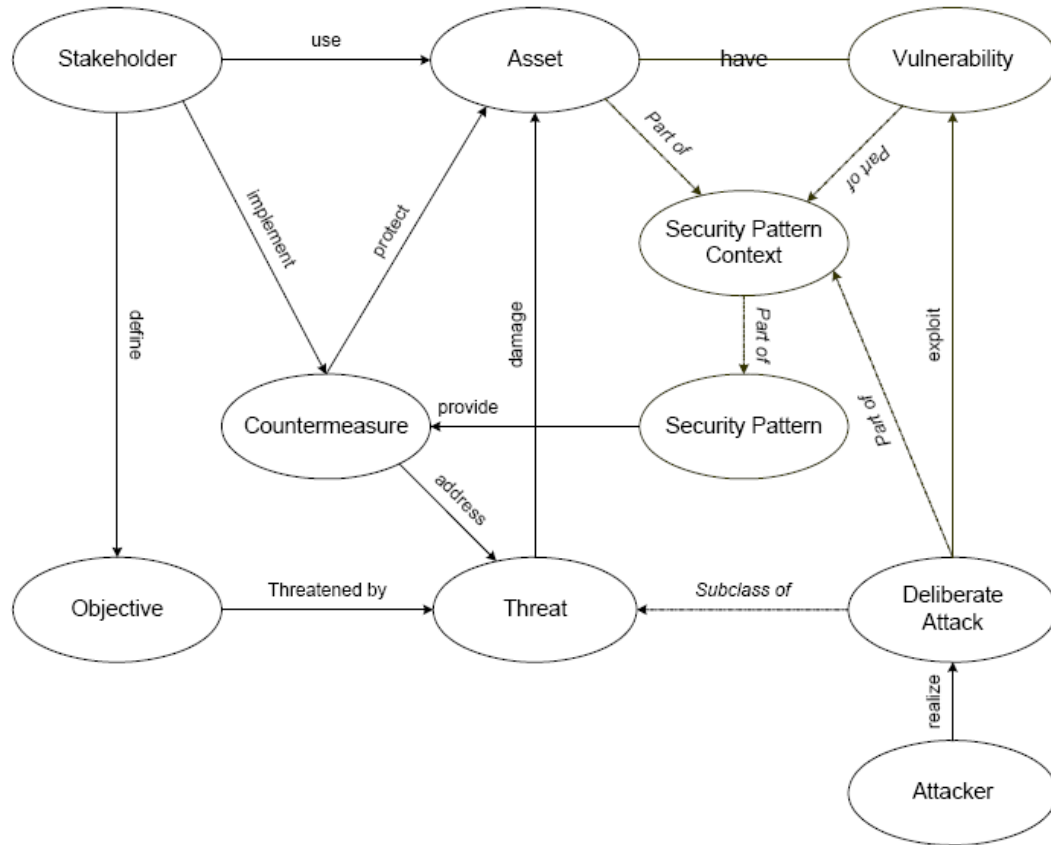 use
Stakeholder
Asset
have
Vulnerability
Part of
Part of
implement
protect
Security Pattern
Context
define
damage
Part of
exploit
Part of
Countermeasure
provide
Security Pattern
address
Objective
Threatened by
Threat
Subclass of
Deliberate
Attack
realize
Attacker